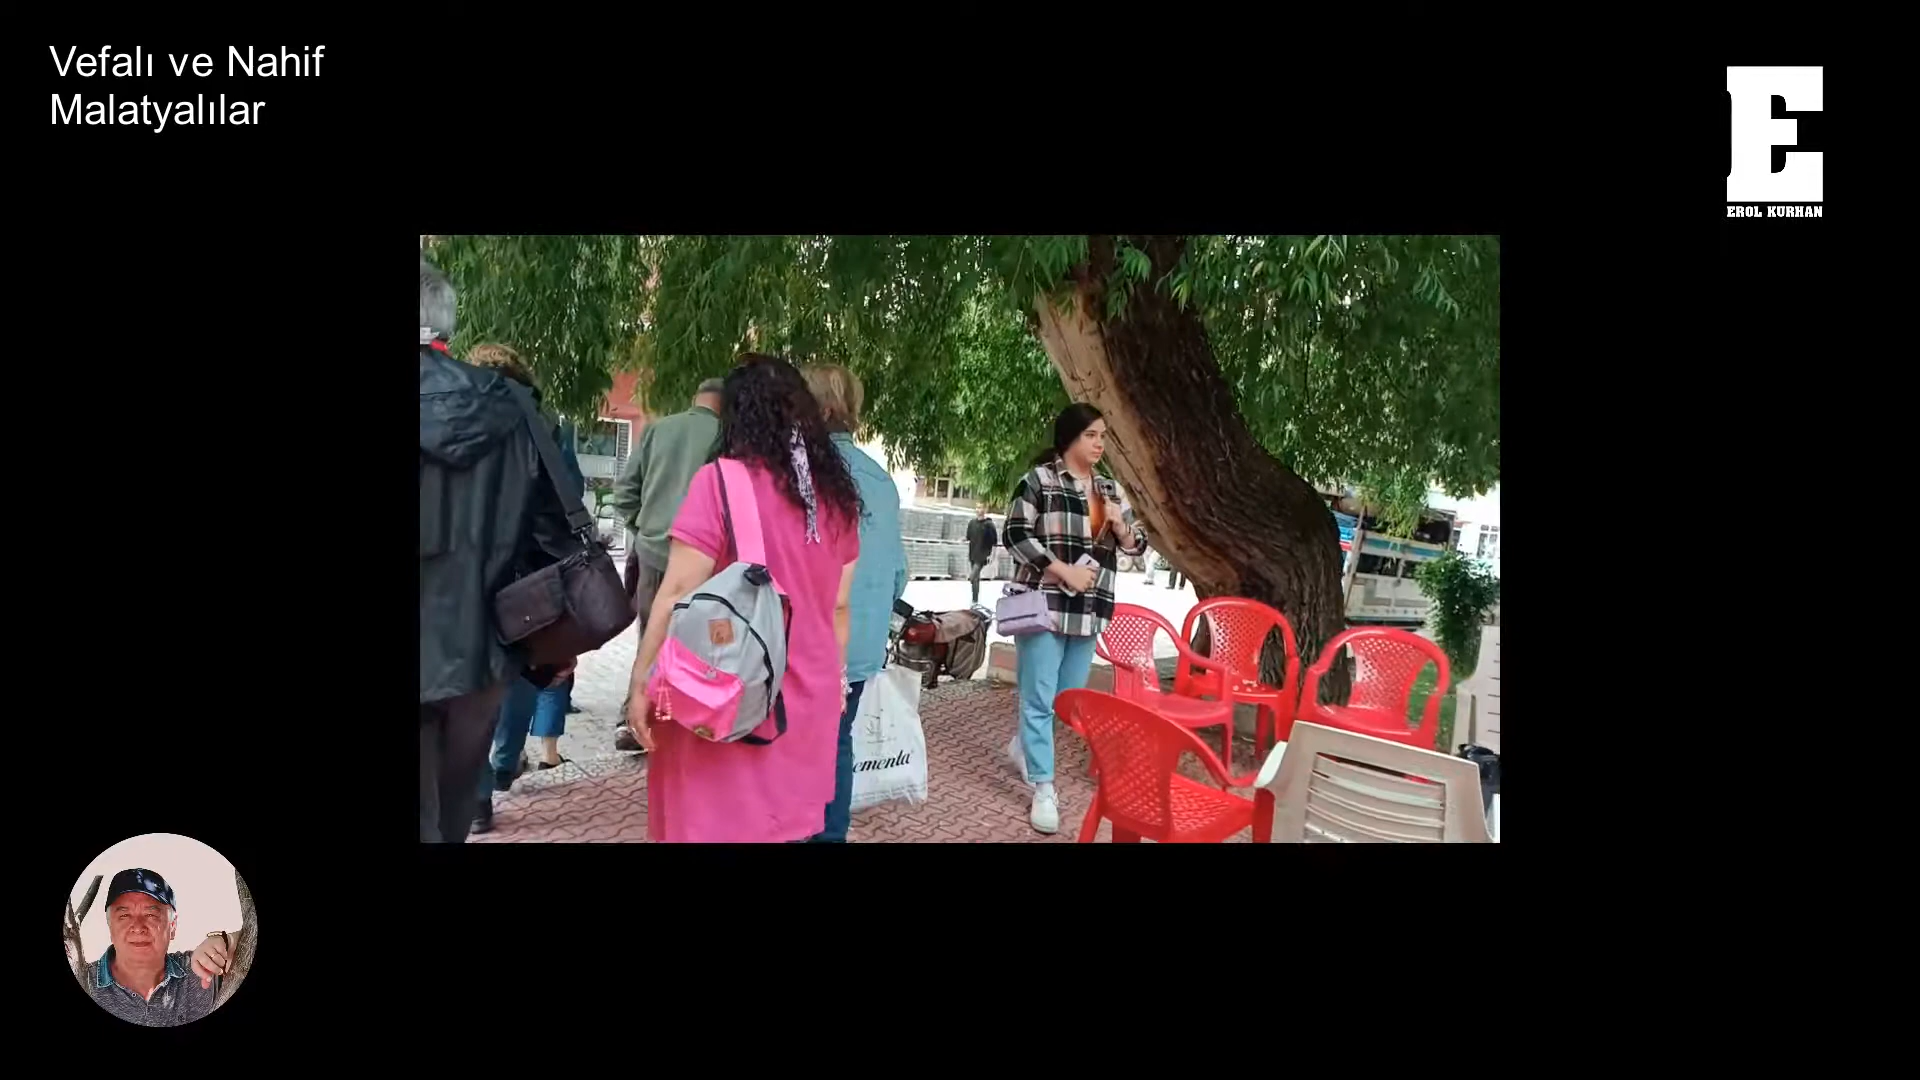 Vefalı ve Nahif
Malatyalılar
E
EROL KURHAN
ementa